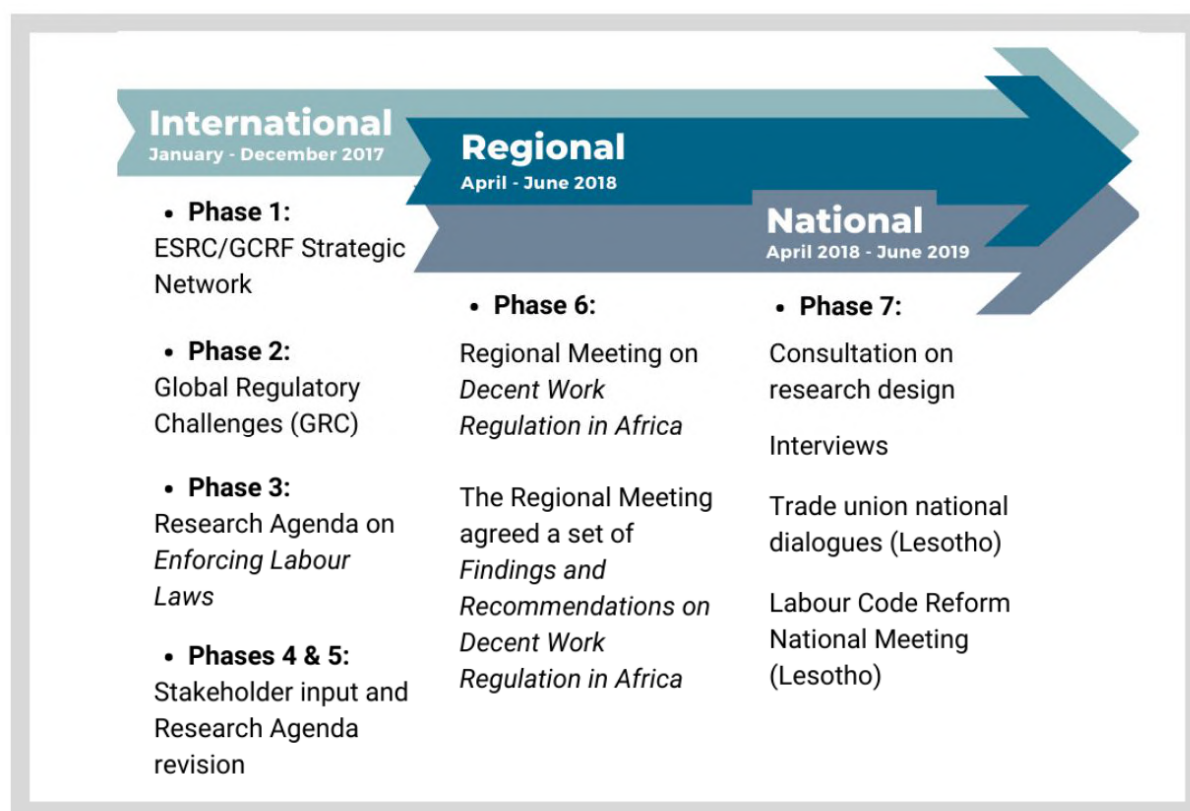 International
January - December 2017
• Phase 1:
ESRC/GCRF Strategic
Network
• Phase 2:
Global Regulatory
Challenges (GRC)
• Phase 3:
Research Agenda on
Enforcing Labour
Laws
• Phases 4 & 5:
Stakeholder input and
Research Agenda
revision
Regional
April - June 2018
• Phase 6:
Regional Meeting on
Decent Work
Regulation in Africa
The Regional Meeting
agreed a set of
Findings and
Recommendations on
Decent Work
Regulation in Africa
National
April 2018 - June 2019
• Phase 7:
Consultation on
research design
Interviews
Trade union national
dialogues (Lesotho)
Labour Code Reform
National Meeting
(Lesotho)